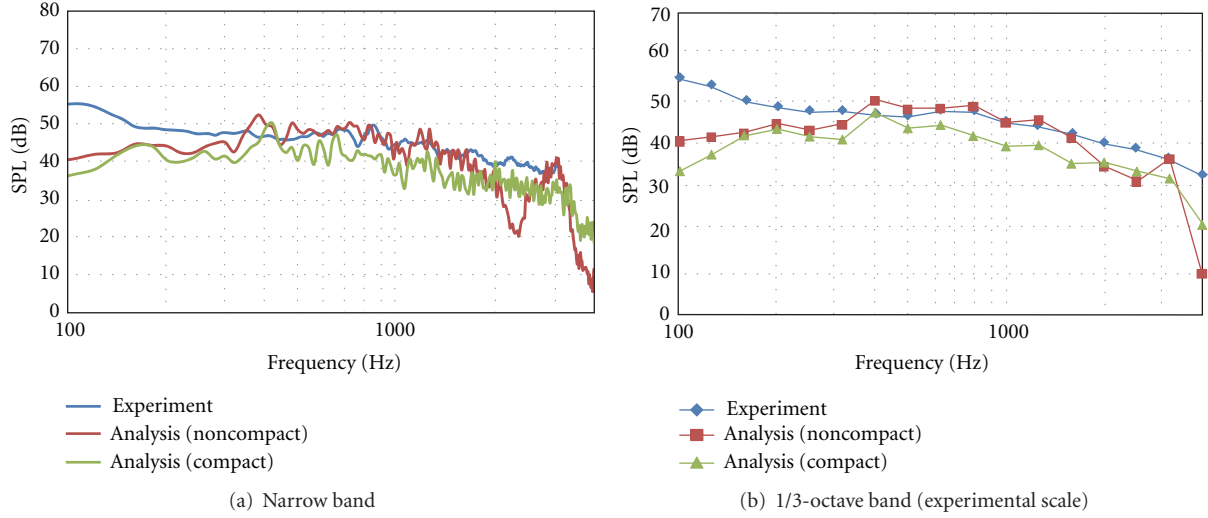 80
70
60
50
40
30
20
10
0
SPL (dB)
100
1000
Frequency (Hz)
Experiment
Analysis (noncompact)
Analysis (compact)
(a) Narrow band
70
60
50
40
30
20
10
0
SPL (dB)
100
1000
Frequency (Hz)
Experiment
Analysis (noncompact)
Analysis (compact)
(b) 1/3-octave band (experimental scale)